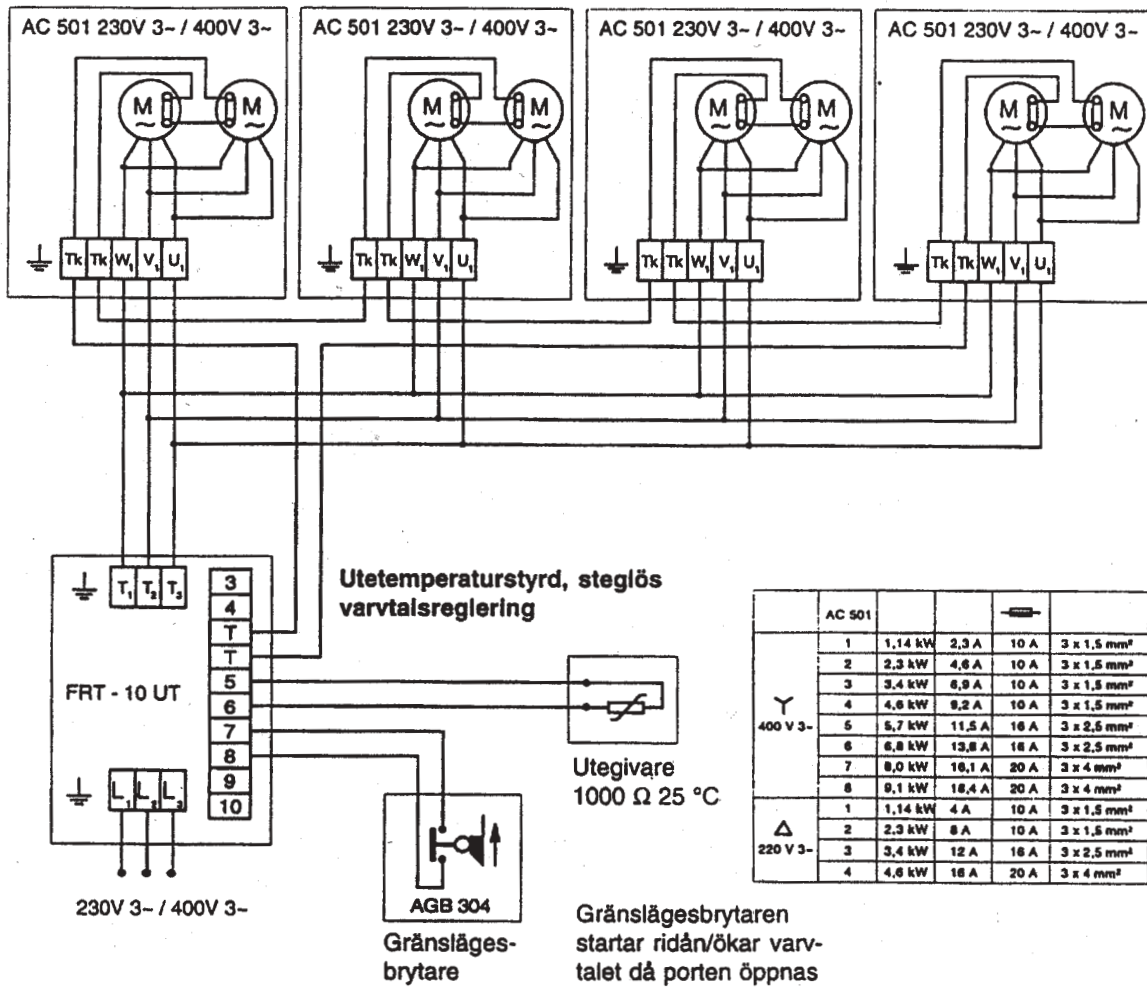 AC 501 230V 3~ / 400V 3~
AC 501 230V 3~ / 400V 3~
AC 501 230V 3~ / 400V 3~
AC 501 230V 3~ / 400V 3~
M M M M M M M M
Tk Tk W₁ V₁ U₁
Tk Tk W₁ V₁ U₁
Tk Tk W₁ V₁ U₁
Tk Tk W₁ V₁ U₁
T₁ T₂ T₃
3
4
T
T
5
6
7
8
9
10
FRT - 10 UT
L₁ L₂ L₃
230V 3~ / 400V 3~
Utetemperaturstyrd, steglös
varvtalsreglering
Utegivare
1000 Ω 25 °C
AGB 304
Gränsläges-
brytare
Gränslägesbrytaren
startar ridån/ökar varv-
talet då porten öppnas
AC 501
400 V 3~
1 1,14 kW 2,3 A 10 A 3 x 1,5 mm²
2 2,3 kW 4,6 A 10 A 3 x 1,5 mm²
3 3,4 kW 6,9 A 10 A 3 x 1,5 mm²
4 4,6 kW 9,2 A 10 A 3 x 1,5 mm²
5 5,7 kW 11,5 A 16 A 3 x 2,5 mm²
6 6,8 kW 13,8 A 16 A 3 x 2,5 mm²
7 8,0 kW 16,1 A 20 A 3 x 4 mm²
8 9,1 kW 18,4 A 20 A 3 x 4 mm²
220 V 3~
1 1,14 kW 4 A 10 A 3 x 1,5 mm²
2 2,3 kW 8 A 10 A 3 x 1,5 mm²
3 3,4 kW 12 A 16 A 3 x 2,5 mm²
4 4,6 kW 16 A 20 A 3 x 4 mm²